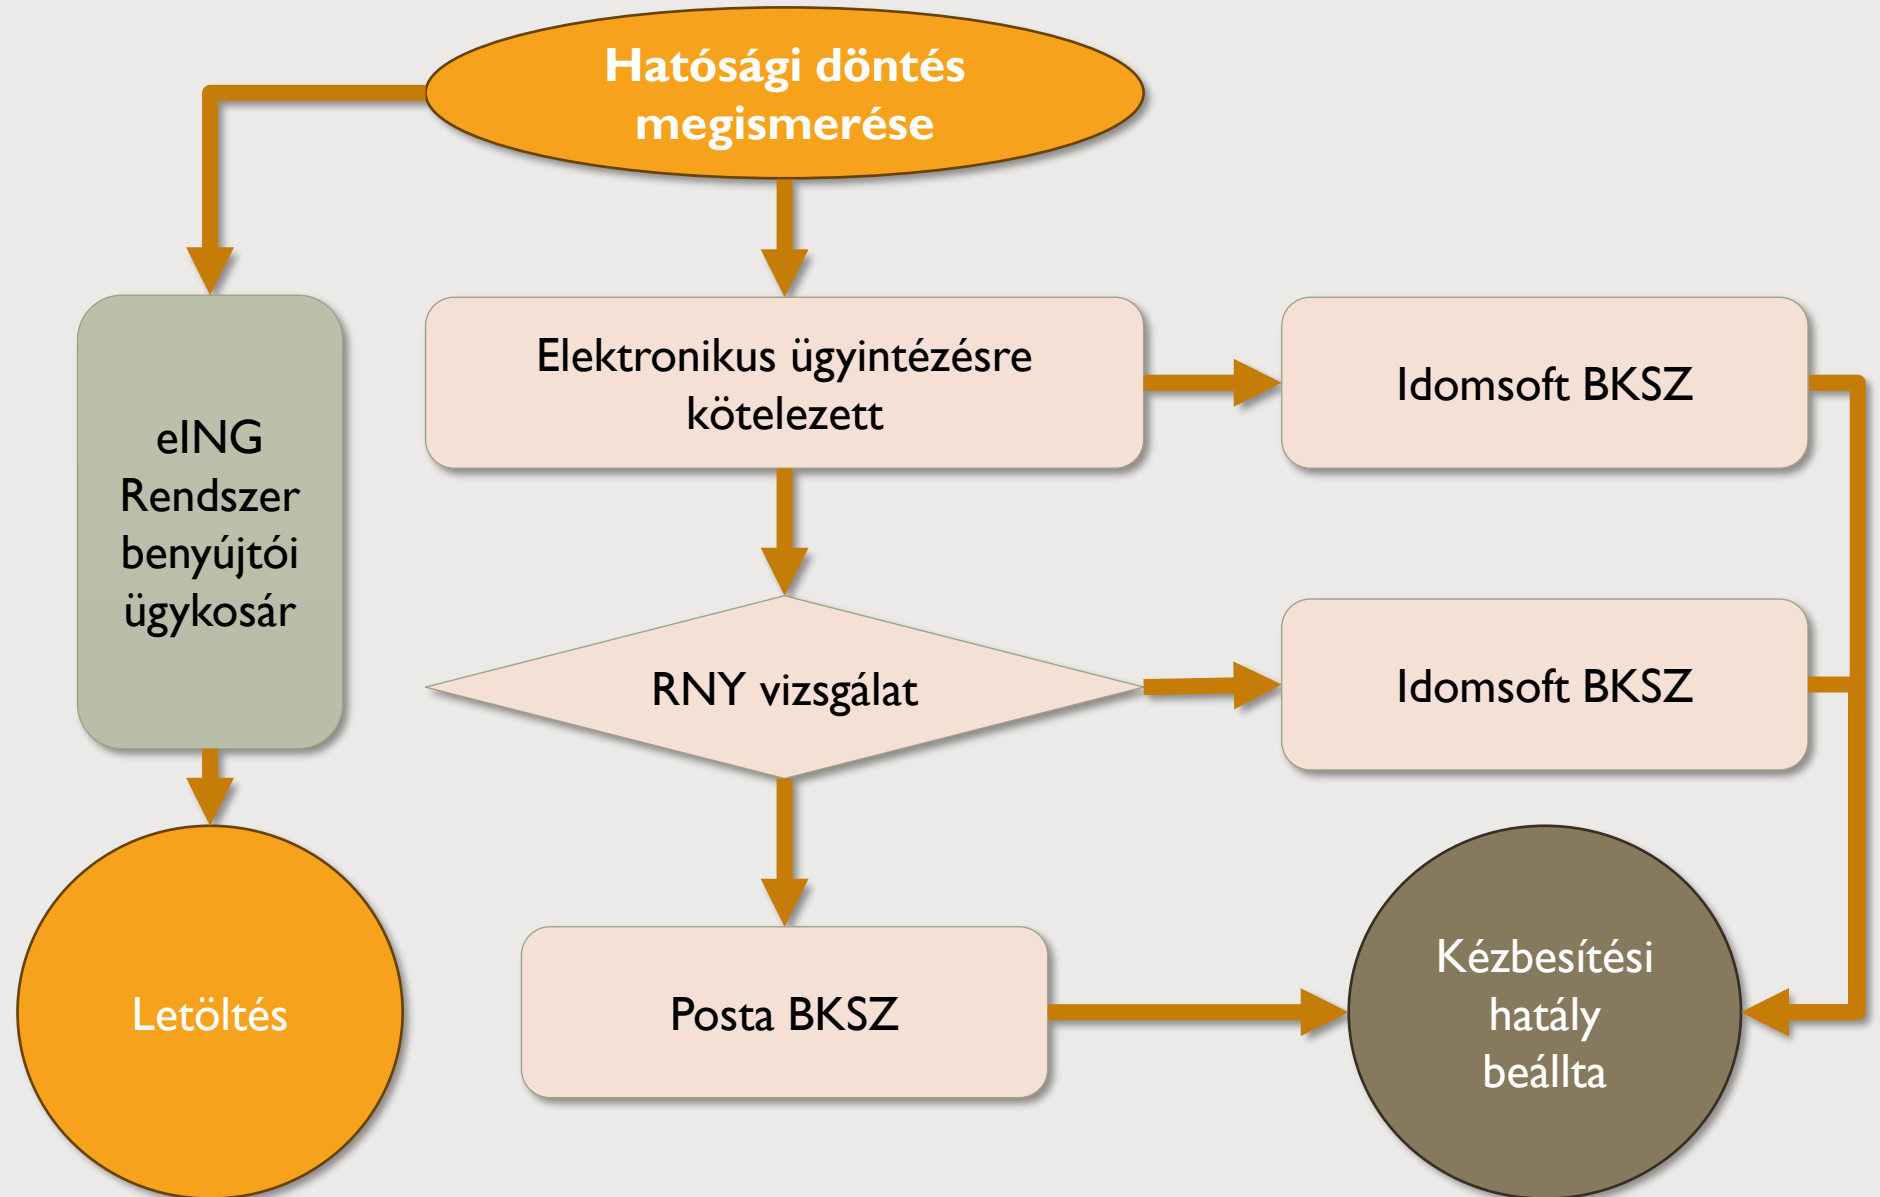 Hatósági döntés
megismerése
eING
Rendszer
benyújtói
ügykosár
Elektronikus ügyintézésre
kötelezett
Idomsoft BKSZ
RNY vizsgálat
Idomsoft BKSZ
Letöltés
Posta BKSZ
Kézbesítési
hatály
beállta